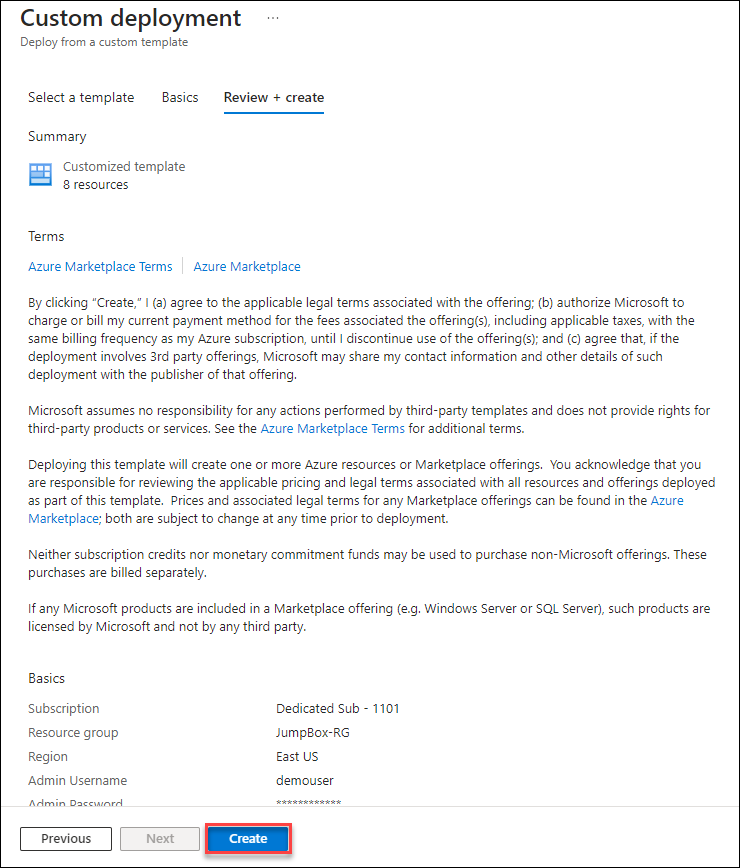 Custom deployment ...
Deploy from a custom template
Select a template Basics Review + create
Summary
Customized template
8 resources
Terms
Azure Marketplace Terms Azure Marketplace
By clicking “Create,” I (a) agree to the applicable legal terms associated with the offering; (b) authorize Microsoft to
charge or bill my current payment method for the fees associated the offering(s), including applicable taxes, with the
same billing frequency as my Azure subscription, until I discontinue use of the offering(s); and (c) agree that, if the
deployment involves 3rd party offerings, Microsoft may share my contact information and other details of such
deployment with the publisher of that offering.
Microsoft assumes no responsibility for any actions performed by third-party templates and does not provide rights for
third-party products or services. See the Azure Marketplace Terms for additional terms.
Deploying this template will create one or more Azure resources or Marketplace offerings. You acknowledge that you
are responsible for reviewing the applicable pricing and legal terms associated with all resources and offerings deployed
as part of this template. Prices and associated legal terms for any Marketplace offerings can be found in the Azure
Marketplace; both are subject to change at any time prior to deployment.
Neither subscription credits nor monetary commitment funds may be used to purchase non-Microsoft offerings. These
purchases are billed separately.
If any Microsoft products are included in a Marketplace offering (e.g. Windows Server or SQL Server), such products are
licensed by Microsoft and not by any third party.
Basics
Subscription Dedicated Sub - 1101
Resource group JumpBox-RG
Region East US
Admin Username demouser
Admin Password ************
Previous Next Create